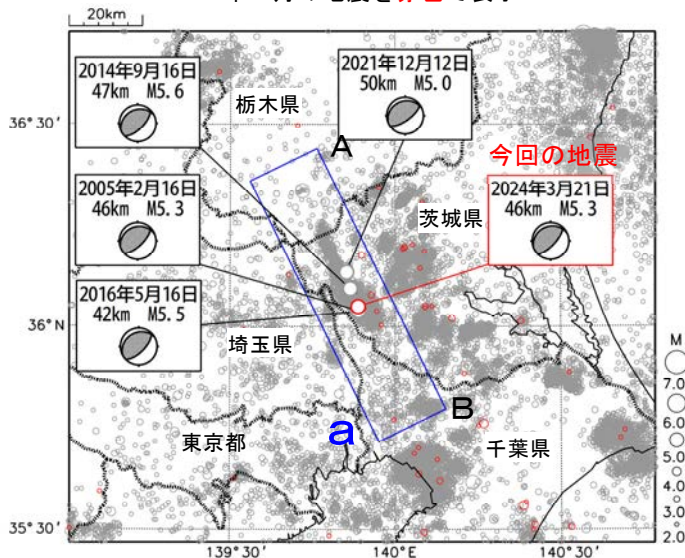 20km
2014年9月16日
47km M5.6
2021年12月12日
50km M5.0
栃木県
36°30'
A
今回の地震
2005年2月16日
46km M5.3
茨城県
2024年3月21日
46km M5.3
2016年5月16日
42km M5.5
36°N
埼玉県
M
7.0
6.0
5.0
4.0
3.0
2.0
B
a
東京都
千葉県
35°30'
139°30'
140°0'
140°30'